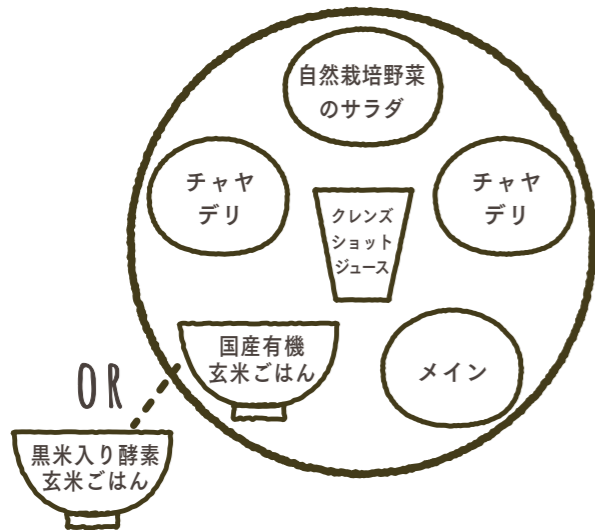 自然栽培野菜
のサラダ
チャヤ
デリ
チャヤ
デリ
クレンズ
ショット
ジュース
国産有機
玄米ごはん
メイン
OR
黒米入り酵素
玄米ごはん